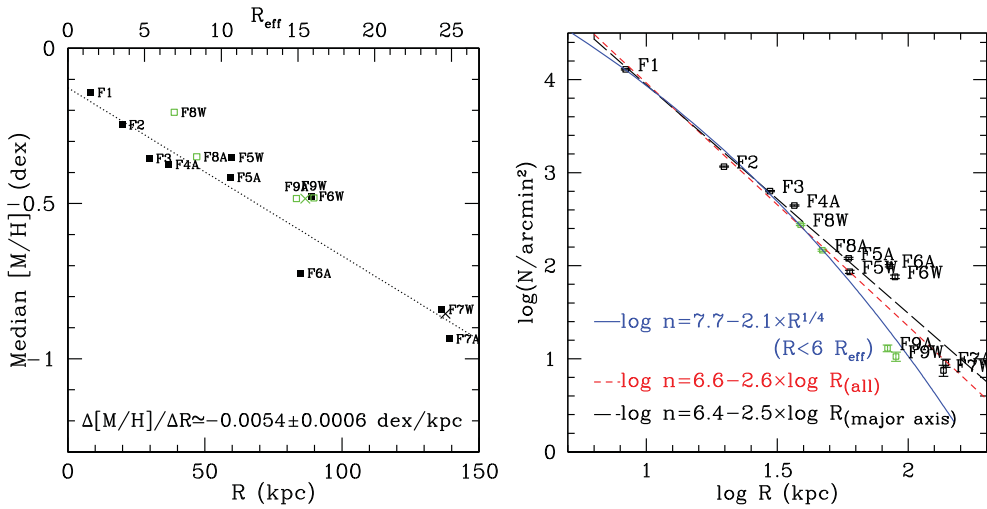 R_eff
0 5 10 15 20 25
0
−0.5
−1
Median [M/H] (dex)
F1
F2
F8W
F3
F4A
F8A
F5W
F5A
F9A
F9W
F6W
F6A
F7W
F7A
Δ[M/H]/ΔR≃−0.0054±0.0006 dex/kpc
0 50 100 150
R (kpc)
4
3
2
1
0
log(N/arcmin²)
F1
F2
F3
F4A
F8W
F8A
F5A
F5W
F6A
F6W
F9A
F9W
F7A
F7W
log n=7.7−2.1×R^1/4
(R<6 R_eff)
log n=6.6−2.6×log R(all)
log n=6.4−2.5×log R(major axis)
1 1.5 2
log R (kpc)